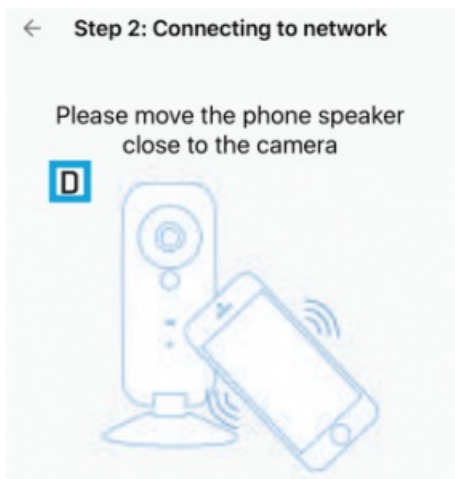 ← Step 2: Connecting to network
Please move the phone speaker
close to the camera
D